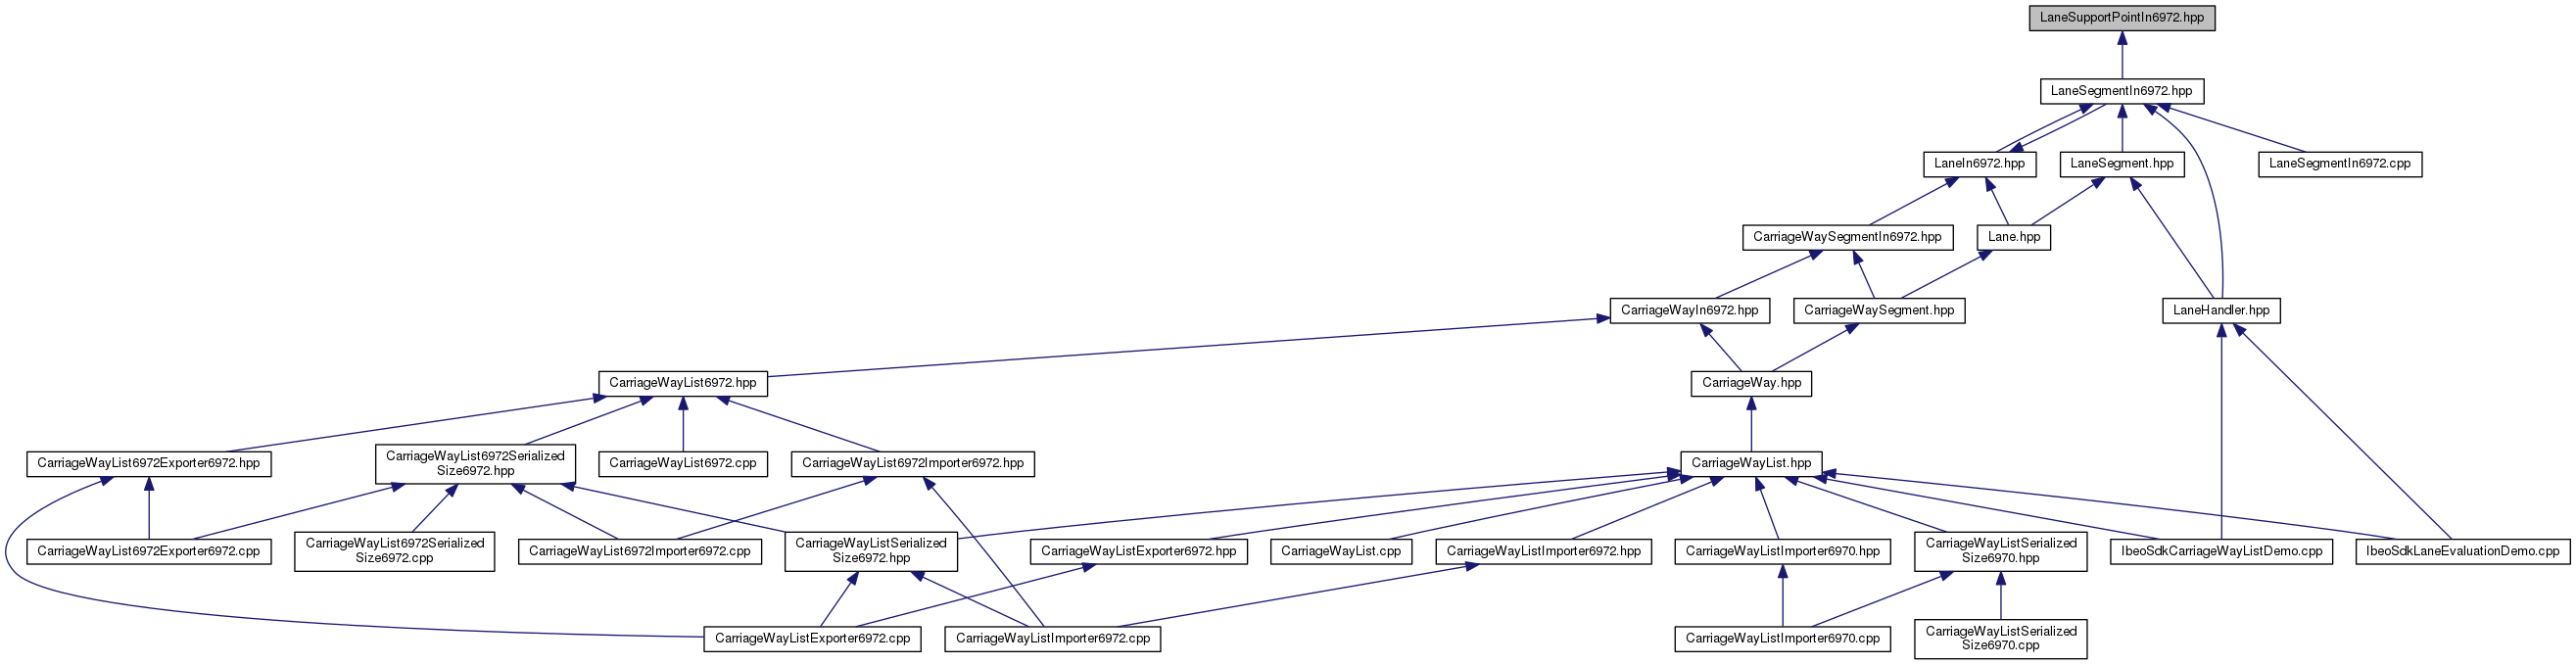 LaneSupportPointIn6972.hpp
LaneSegmentIn6972.hpp
LaneIn6972.hpp
LaneSegment.hpp
LaneSegmentIn6972.cpp
CarriageWaySegmentIn6972.hpp
Lane.hpp
CarriageWayIn6972.hpp
CarriageWaySegment.hpp
LaneHandler.hpp
CarriageWayList6972.hpp
CarriageWay.hpp
CarriageWayList6972Exporter6972.hpp
CarriageWayList6972Serialized
Size6972.hpp
CarriageWayList6972.cpp
CarriageWayList6972Importer6972.hpp
CarriageWayList.hpp
CarriageWayList6972Exporter6972.cpp
CarriageWayList6972Serialized
Size6972.cpp
CarriageWayList6972Importer6972.cpp
CarriageWayListSerialized
Size6972.hpp
CarriageWayListExporter6972.hpp
CarriageWayList.cpp
CarriageWayListImporter6972.hpp
CarriageWayListImporter6970.hpp
CarriageWayListSerialized
Size6970.hpp
IbeoSdkCarriageWayListDemo.cpp
IbeoSdkLaneEvaluationDemo.cpp
CarriageWayListExporter6972.cpp
CarriageWayListImporter6972.cpp
CarriageWayListImporter6970.cpp
CarriageWayListSerialized
Size6970.cpp